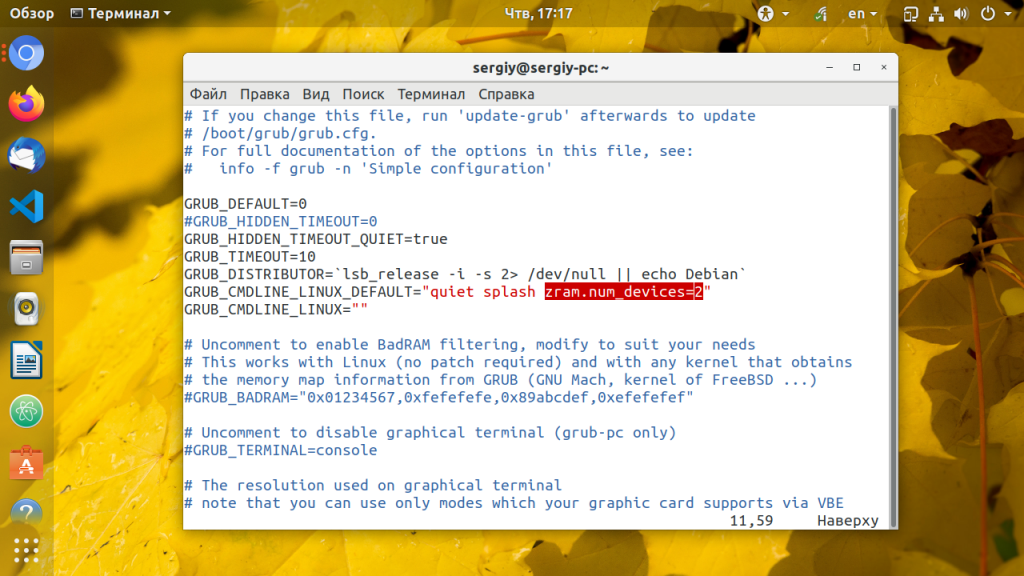 Обзор
Терминал
Чтв, 17:17
en
sergiy@sergiy-pc: ~
Файл Правка Вид Поиск Терминал Справка
# If you change this file, run 'update-grub' afterwards to update
# /boot/grub/grub.cfg.
# For full documentation of the options in this file, see:
#   info -f grub -n 'Simple configuration'
GRUB_DEFAULT=0
#GRUB_HIDDEN_TIMEOUT=0
GRUB_HIDDEN_TIMEOUT_QUIET=true
GRUB_TIMEOUT=10
GRUB_DISTRIBUTOR=`lsb_release -i -s 2> /dev/null || echo Debian`
GRUB_CMDLINE_LINUX_DEFAULT="quiet splash zram.num_devices=2"
GRUB_CMDLINE_LINUX=""
# Uncomment to enable BadRAM filtering, modify to suit your needs
# This works with Linux (no patch required) and with any kernel that obtains
# the memory map information from GRUB (GNU Mach, kernel of FreeBSD ...)
#GRUB_BADRAM="0x01234567,0xfefefefe,0x89abcdef,0xefefefef"
# Uncomment to disable graphical terminal (grub-pc only)
#GRUB_TERMINAL=console
# The resolution used on graphical terminal
# note that you can use only modes which your graphic card supports via VBE
11,59 Наверху